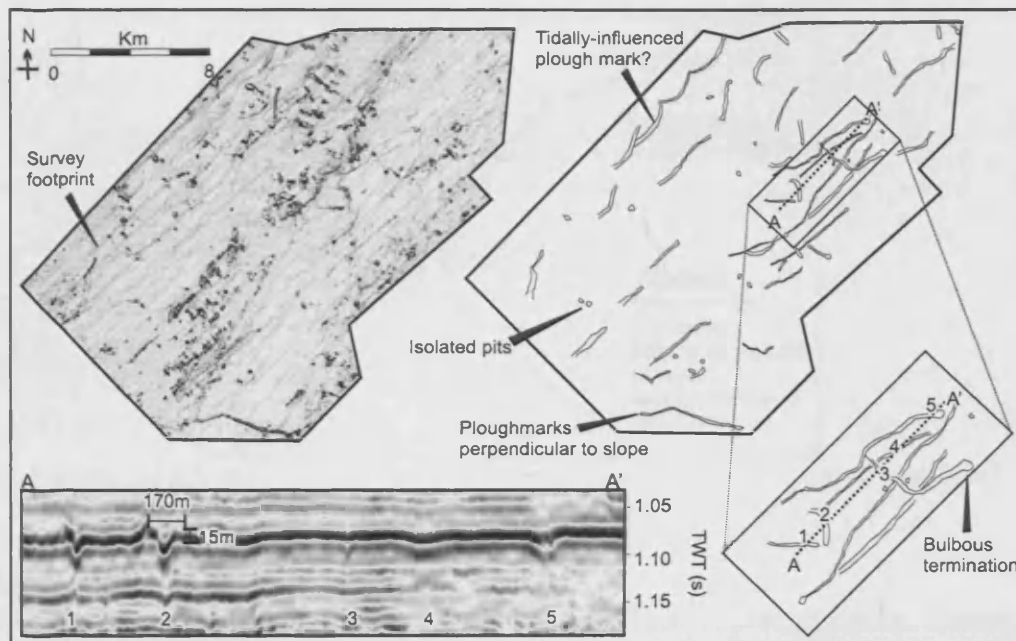 N
Km
0
8
Survey
footprint
Tidally-influenced
plough mark?
A'
A
Isolated pits
Ploughmarks
perpendicular to slope
5
A'
4
3
2
1
A
Bulbous
termination
A
A'
170m
15m
1.05
1.10
1.15
TWT (s)
1
2
3
4
5